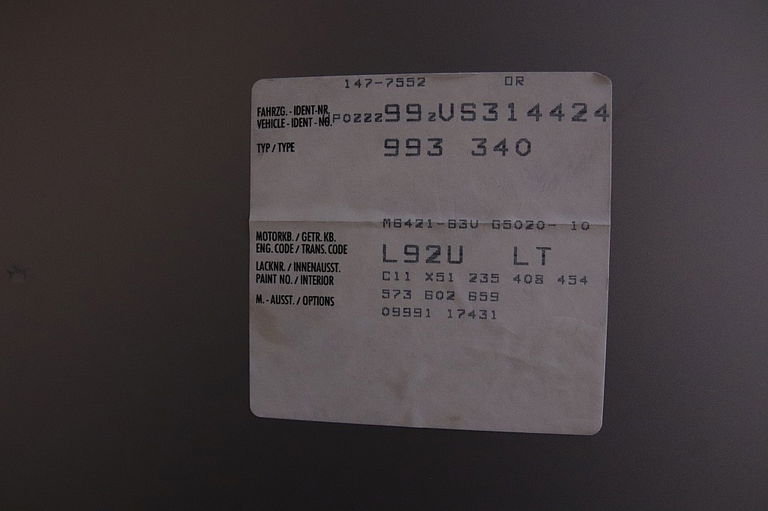 147-7552 OR
FAHRZG. - IDENT-NR. WP0ZZZ99ZVS314424
VEHICLE - IDENT - NO.
TYP / TYPE 993 340
M6421-63U G5020- 10
MOTORKB. / GETR. KB.
ENG. CODE / TRANS. CODE L92U LT
LACKNR. / INNENAUSST. C11 X51 235 408 454
PAINT NO. / INTERIOR
573 602 659
M. - AUSST. / OPTIONS
09991 17431